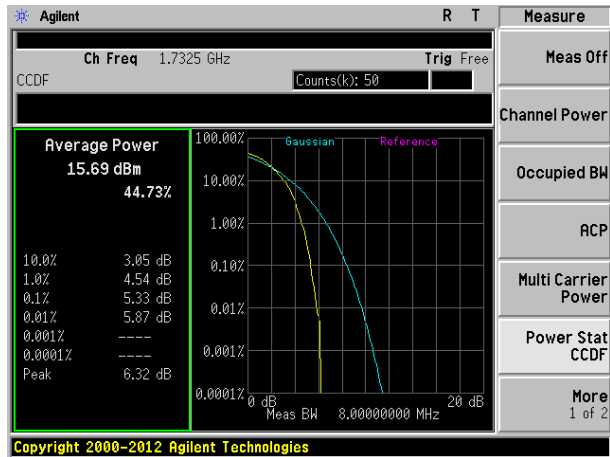 Agilent R T Measure
Ch Freq 1.7325 GHz Trig Free
CCDF Counts(k): 50
Meas Off
Channel Power
Occupied BW
ACP
Multi Carrier
Power
Power Stat
CCDF
More
1 of 2
Average Power
15.69 dBm
44.73%
10.0% 3.05 dB
1.0% 4.54 dB
0.1% 5.33 dB
0.01% 5.87 dB
0.001% ----
0.0001% ----
Peak 6.32 dB
Gaussian Reference
100.00%
10.00%
1.00%
0.10%
0.01%
0.001%
0.0001%
0 dB 20 dB
Meas BW 8.00000000 MHz
Copyright 2000-2012 Agilent Technologies